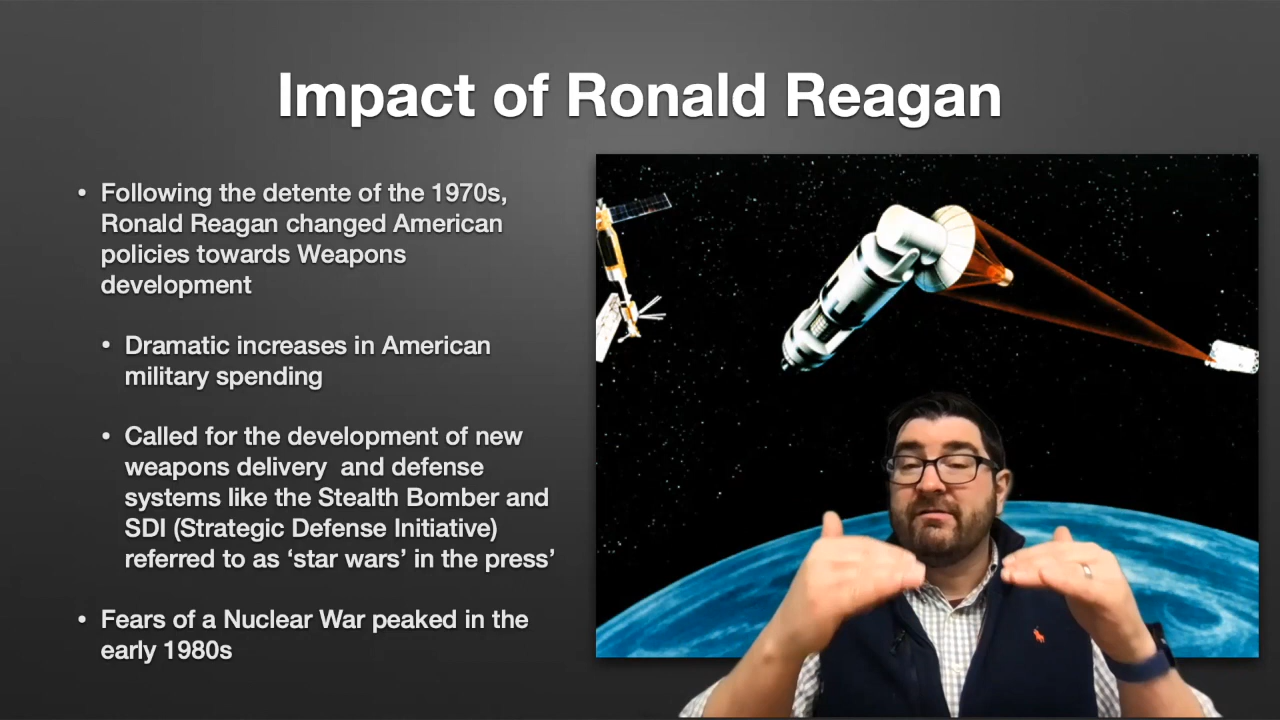 Impact of Ronald Reagan
• Following the detente of the 1970s,
Ronald Reagan changed American
policies towards Weapons
development
• Dramatic increases in American
military spending
• Called for the development of new
weapons delivery  and defense
systems like the Stealth Bomber and
SDI (Strategic Defense Initiative)
referred to as ‘star wars’ in the press’
• Fears of a Nuclear War peaked in the
early 1980s